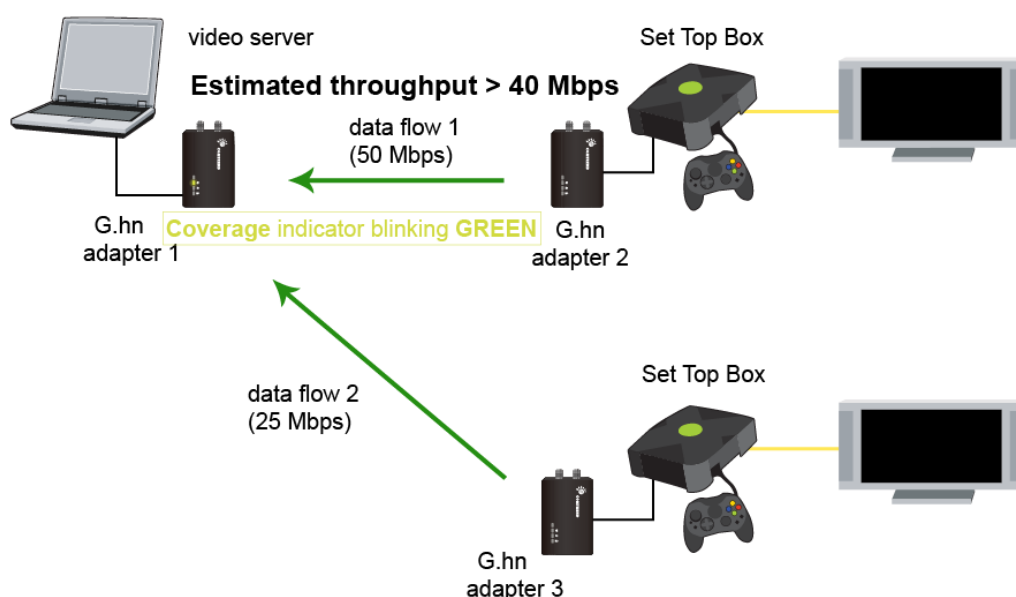 video server
Set Top Box
Estimated throughput > 40 Mbps
data flow 1
(50 Mbps)
G.hn
adapter 1
Coverage indicator blinking GREEN
G.hn
adapter 2
Set Top Box
data flow 2
(25 Mbps)
G.hn
adapter 3